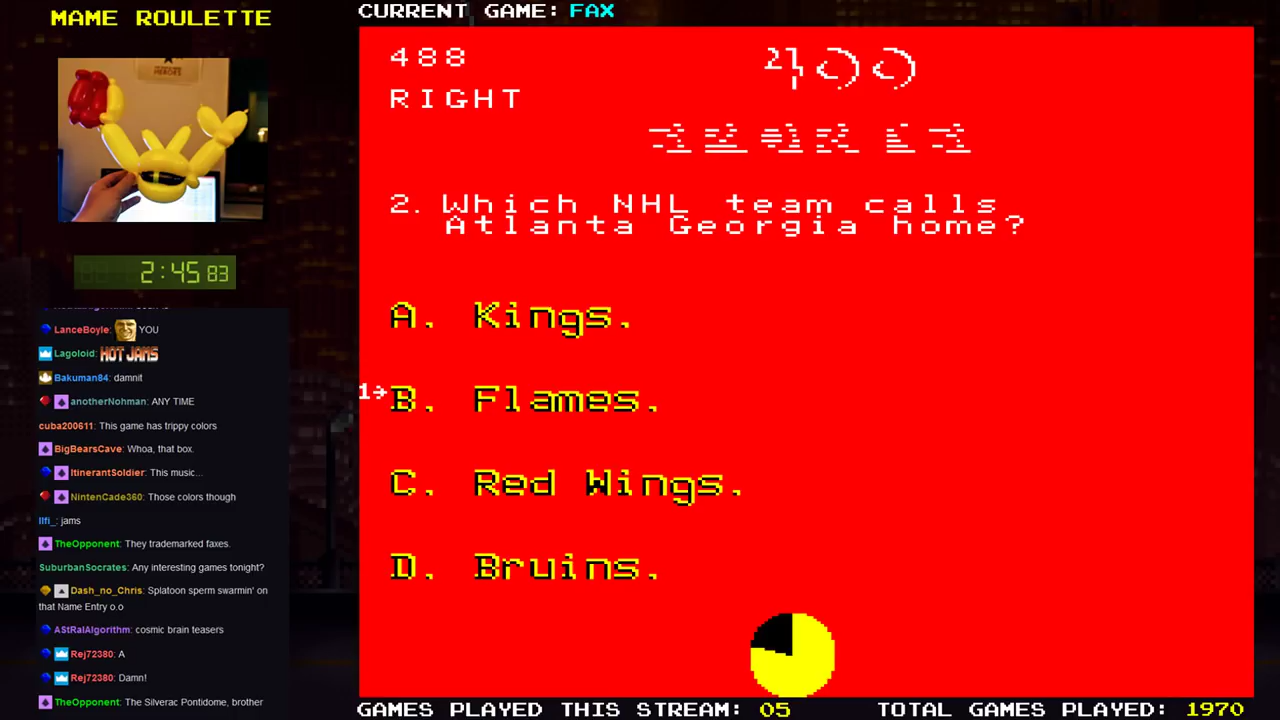 MAME ROULETTE
2:45 83
LanceBoyle: YOU
Lagoloid: HOT JAMS
Bakuman84: damnit
anotherNohman: ANY TIME
cuba200611: This game has trippy colors
BigBearsCave: Whoa, that box.
ItinerantSoldier: This music...
NintenCade360: Those colors though
llfi_: jams
TheOpponent: They trademarked faxes.
SuburbanSocrates: Any interesting games tonight?
Dash_no_Chris: Splatoon sperm swarmin' on
that Name Entry o.o
AStRalAlgorithm: cosmic brain teasers
Rej72380: A
Rej72380: Damn!
TheOpponent: The Silverac Pontidome, brother
CURRENT GAME: FAX
488
RIGHT
2. Which NHL team calls
Atlanta Georgia home?
A. Kings.
1→B. Flames.
C. Red Wings.
D. Bruins.
GAMES PLAYED THIS STREAM: 05
TOTAL GAMES PLAYED: 1970